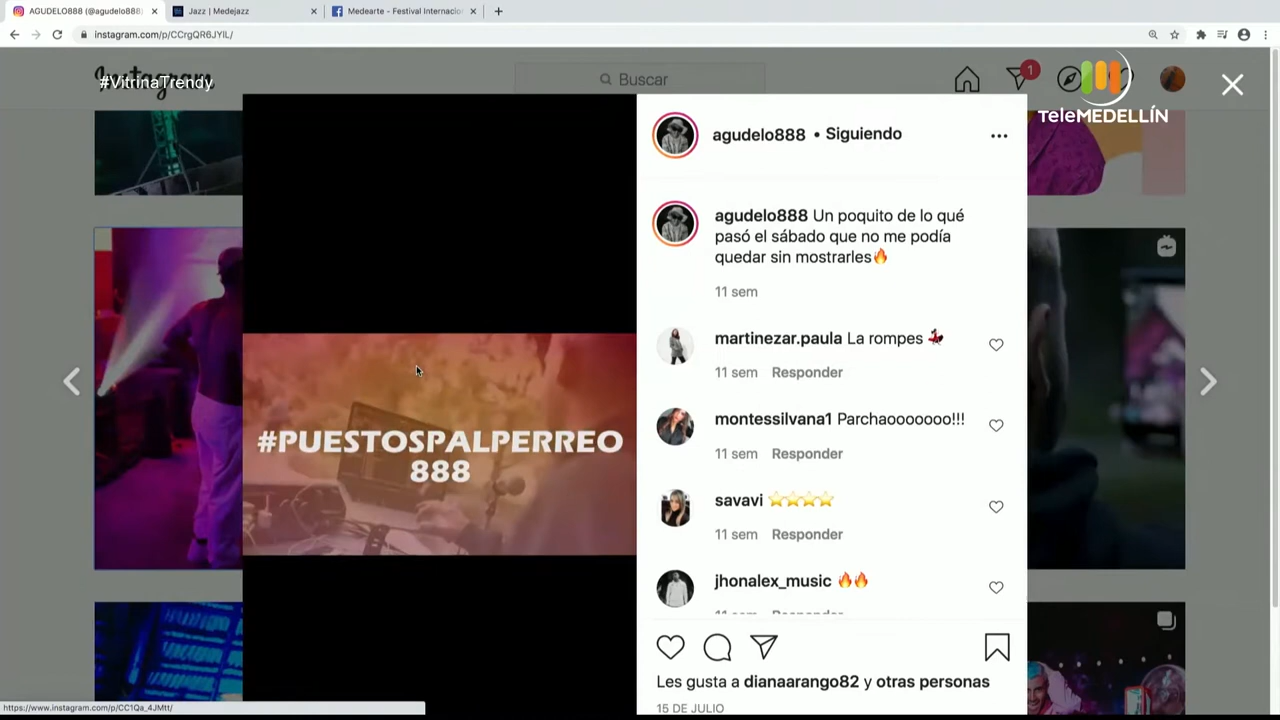 AGUDELO888 (@agudelo888)
Jazz | Medejazz
Medearte - Festival Internacion
instagram.com/p/CCrgQR6JYlL/
Instagram
#VitrinaTrendy
Buscar
1
TeleMEDELLÍN
agudelo888 • Siguiendo
agudelo888 Un poquito de lo qué
pasó el sábado que no me podía
quedar sin mostrarles🔥
11 sem
martinezar.paula La rompes 💃
11 sem Responder
montessilvana1 Parchaooooooo!!!
11 sem Responder
savavi ⭐⭐⭐⭐
11 sem Responder
jhonalex_music 🔥🔥
11 sem Responder
#PUESTOSPALPERREO
888
Les gusta a dianaarango82 y otras personas
15 DE JULIO
https://www.instagram.com/p/CC1Qa_4JMtt/